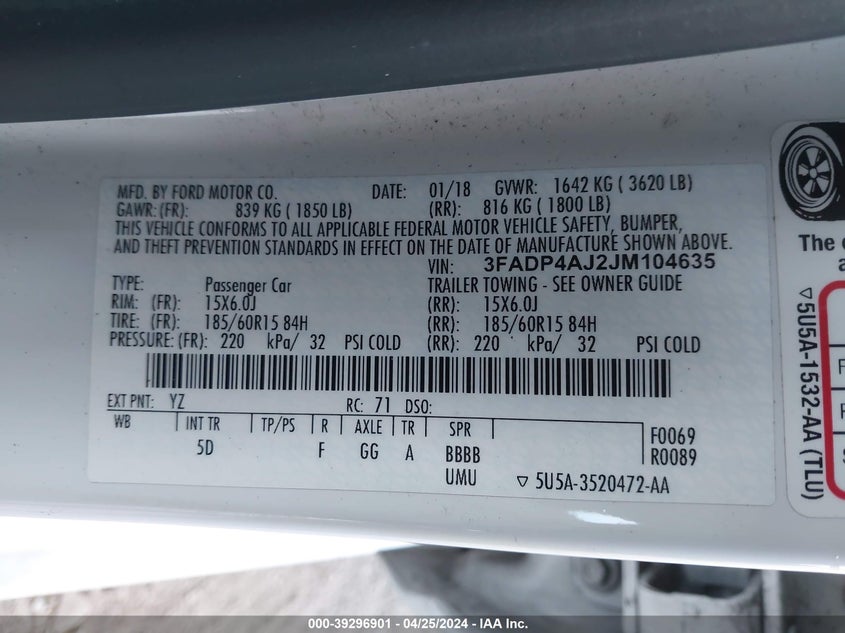 MFD. BY FORD MOTOR CO. DATE: 01/18 GVWR: 1642 KG ( 3620 LB)
GAWR: (FR): 839 KG ( 1850 LB) (RR): 816 KG ( 1800 LB)
THIS VEHICLE CONFORMS TO ALL APPLICABLE FEDERAL MOTOR VEHICLE SAFETY, BUMPER,
AND THEFT PREVENTION STANDARDS IN EFFECT ON THE DATE OF MANUFACTURE SHOWN ABOVE.
VIN: 3FADP4AJ2JM104635
TYPE: Passenger Car TRAILER TOWING - SEE OWNER GUIDE
RIM: (FR): 15X6.0J (RR): 15X6.0J
TIRE: (FR): 185/60R15 84H (RR): 185/60R15 84H
PRESSURE: (FR): 220 kPa/ 32 PSI COLD (RR): 220 kPa/ 32 PSI COLD
EXT PNT: YZ RC: 71 DSO:
WB INT TR TP/PS R AXLE TR SPR F0069
5D F GG A BBBB R0089
UMU ▽ 5U5A-3520472-AA
The
▽ 5U5A-1532-AA (TLU)
000-39296901 - 04/25/2024 - IAA Inc.